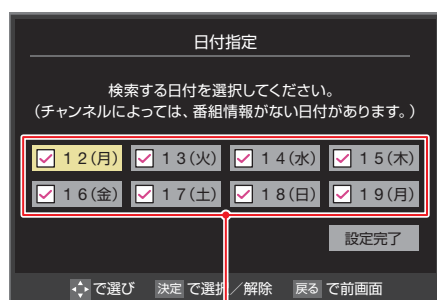 日付指定
検索する日付を選択してください。
（チャンネルによっては、番組情報がない日付があります。）
12（月） 13（火） 14（水） 15（木）
16（金） 17（土） 18（日） 19（月）
設定完了
で選び 決定 で選択／解除 戻る で前画面